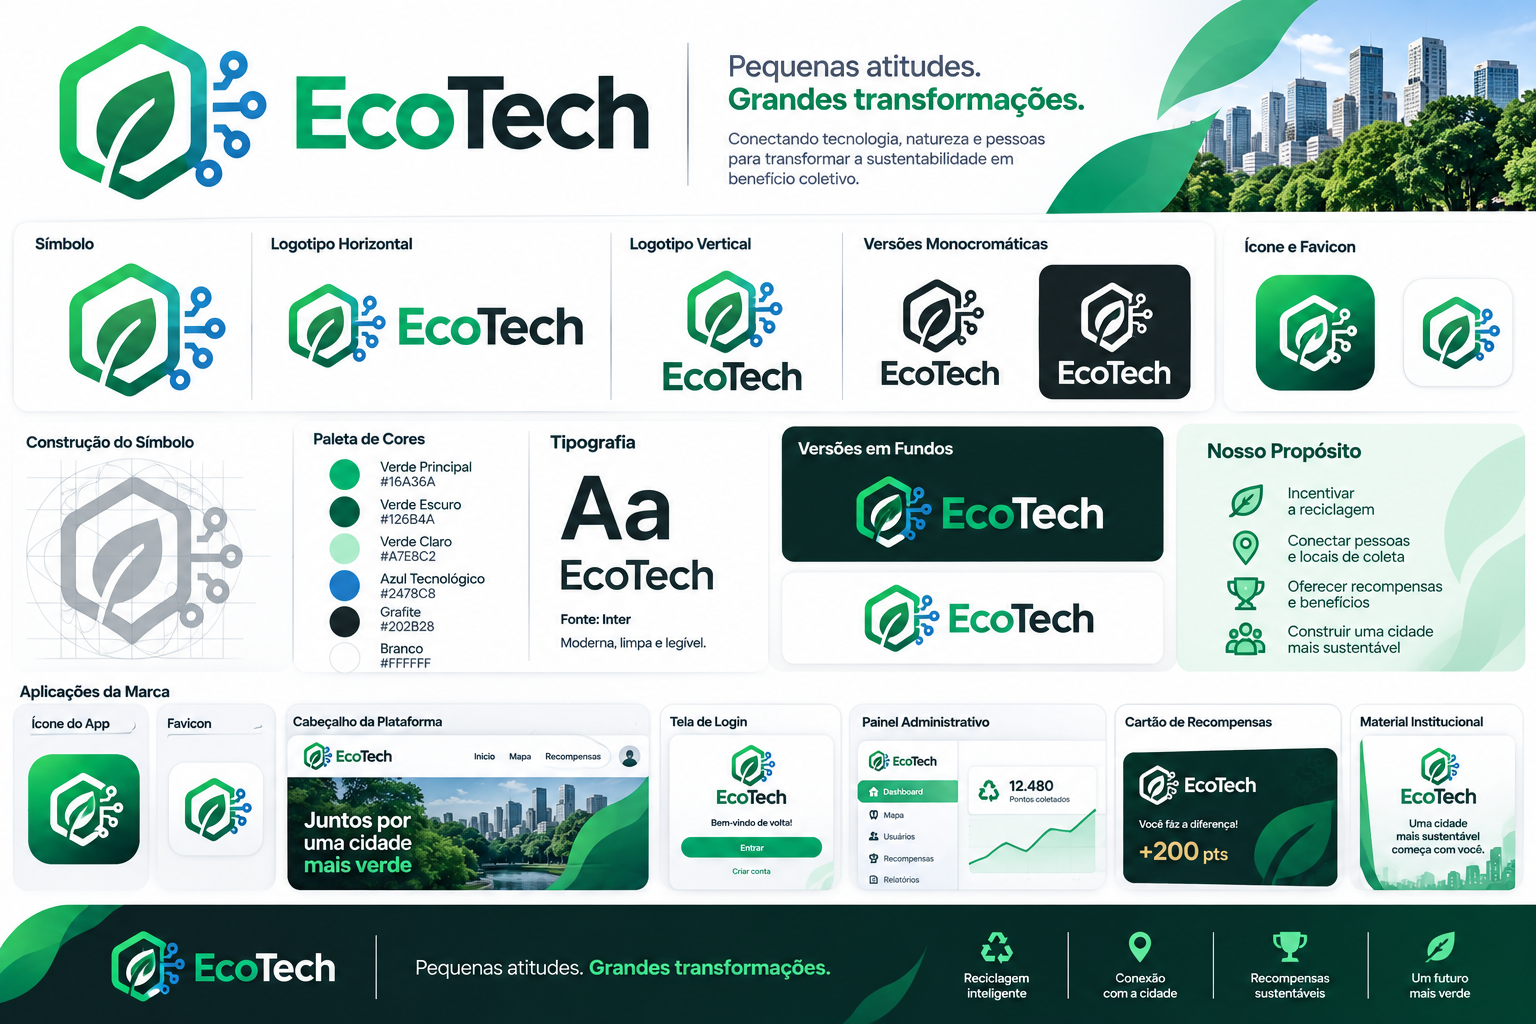 EcoTech
Pequenas atitudes.
Grandes transformações.
Conectando tecnologia, natureza e pessoas
para transformar a sustentabilidade em
benefício coletivo.
Símbolo
Logotipo Horizontal
EcoTech
Logotipo Vertical
EcoTech
Versões Monocromáticas
EcoTech
EcoTech
Ícone e Favicon
Construção do Símbolo
Paleta de Cores
Verde Principal
#16A36A
Verde Escuro
#126B4A
Verde Claro
#A7E8C2
Azul Tecnológico
#2478C8
Grafite
#202B28
Branco
#FFFFFF
Tipografia
Aa
EcoTech
Fonte: Inter
Moderna, limpa e legível.
Versões em Fundos
EcoTech
EcoTech
Nosso Propósito
Incentivar
a reciclagem
Conectar pessoas
e locais de coleta
Oferecer recompensas
e benefícios
Construir uma cidade
mais sustentável
Aplicações da Marca
Ícone do App
Favicon
Cabeçalho da Plataforma
EcoTech
Inicio
Mapa
Recompensas
Juntos por
uma cidade
mais verde
Tela de Login
EcoTech
Bem-vindo de volta!
Entrar
Criar conta
Painel Administrativo
EcoTech
Dashboard
Mapa
Usuários
Recompensas
Relatórios
12.480
Pontos coletados
Cartão de Recompensas
EcoTech
Você fáz a diferença!
+200 pts
Material Institucional
EcoTech
Uma cidade
mais sustentável
começa com você.
EcoTech
Pequenas atitudes. Grandes transformações.
Reciclagem
inteligente
Conexão
com a cidade
Recompensas
sustentáveis
Um futuro
mais verde